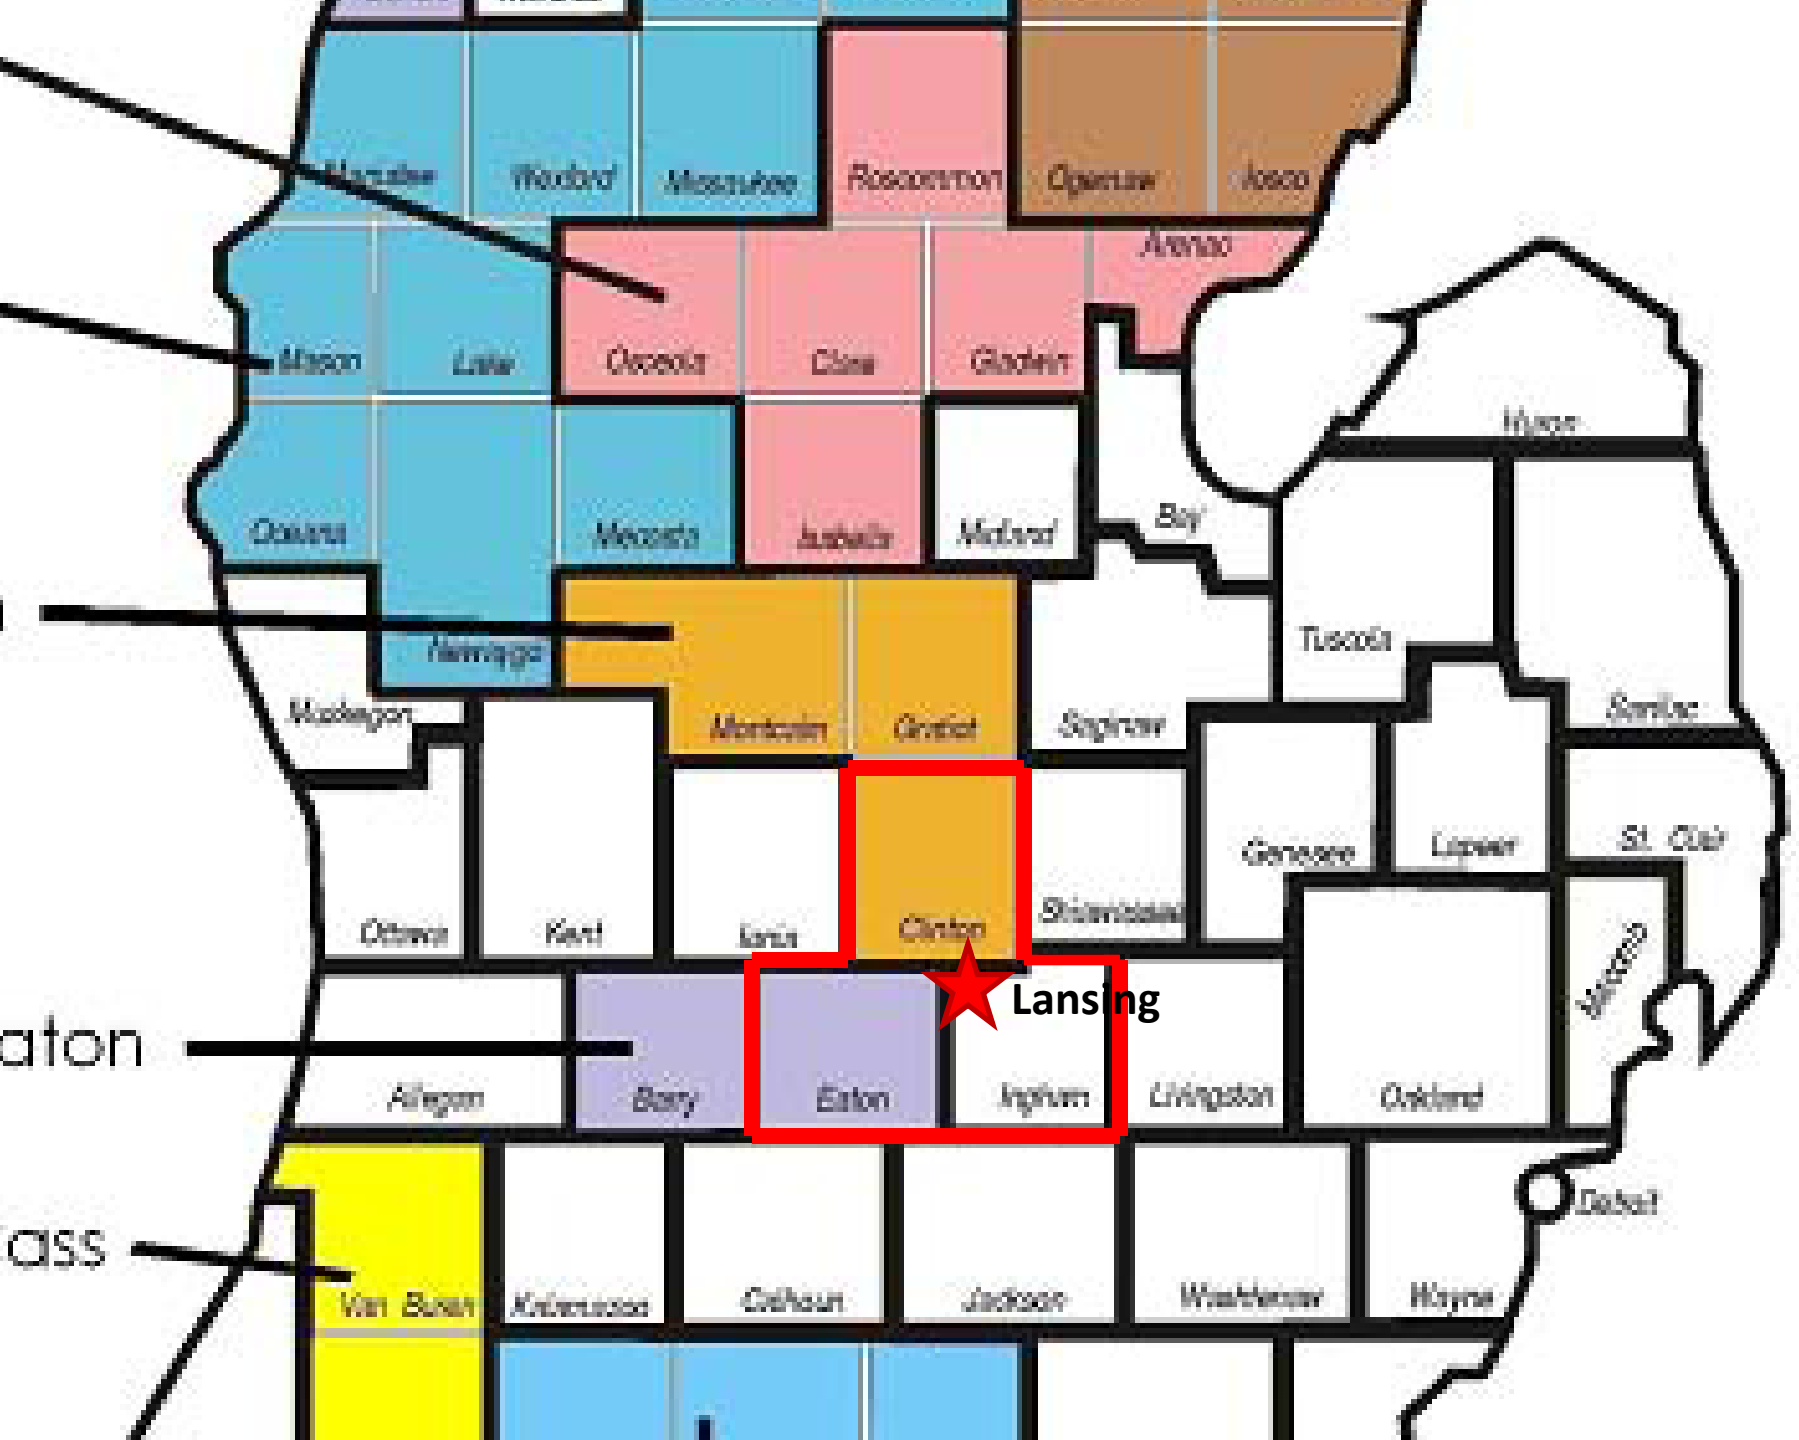 Manistee Wexford Missaukee Roscommon Ogemaw Iosco
Arenac
Mason Lake Osceola Clare Gladwin
Huron
Oceana Mecosta Isabella Midland Bay
Newaygo Tuscola
Muskegon Montcalm Gratiot Saginaw Sanilac
Genesee Lapeer St. Clair
Ottawa Kent Ionia Clinton Shiawassee
Macomb
Lansing
aton
Allegan Barry Eaton Ingham Livingston Oakland
Detroit
ass
Van Buren Kalamazoo Calhoun Jackson Washtenaw Wayne